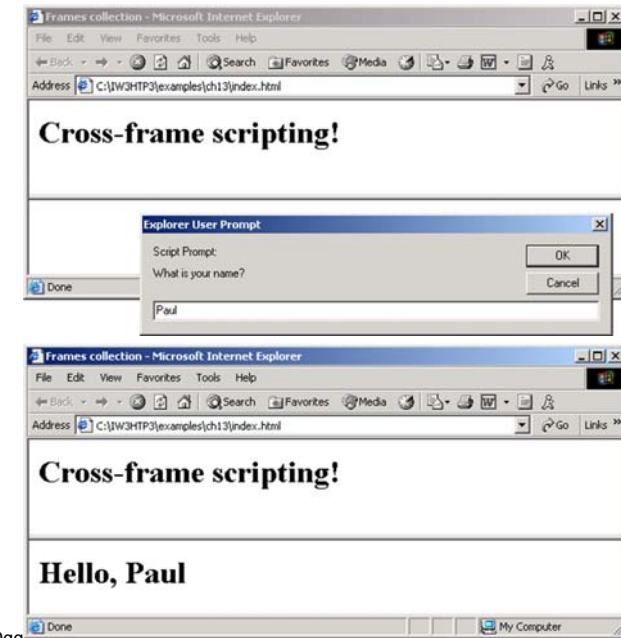 Frames collection - Microsoft Internet Explorer
File Edit View Favorites Tools Help
Back Search Favorites Media
Address C:\IW3HTP3\examples\ch13\index.html Go Links »
Cross-frame scripting!
Explorer User Prompt
Script Prompt:
What is your name?
OK
Cancel
Paul
Done
Frames collection - Microsoft Internet Explorer
File Edit View Favorites Tools Help
Back Search Favorites Media
Address C:\IW3HTP3\examples\ch13\index.html Go Links »
Cross-frame scripting!
Hello, Paul
Done My Computer